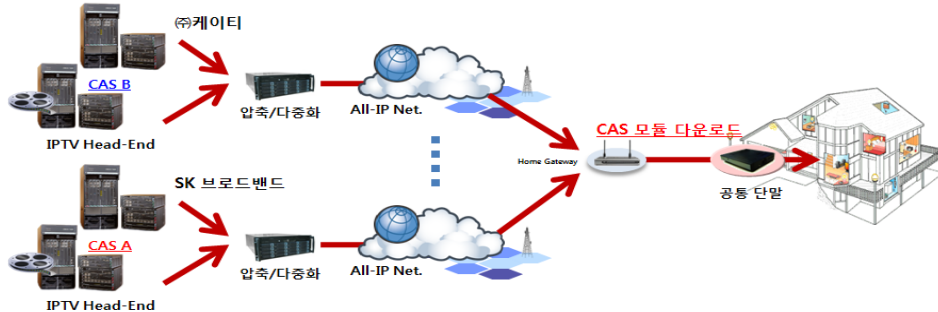 ㈜케이티
CAS B
압축/다중화
All-IP Net.
IPTV Head-End
CAS 모듈 다운로드
Home Gateway
공통 단말
SK 브로드밴드
CAS A
압축/다중화
All-IP Net.
IPTV Head-End